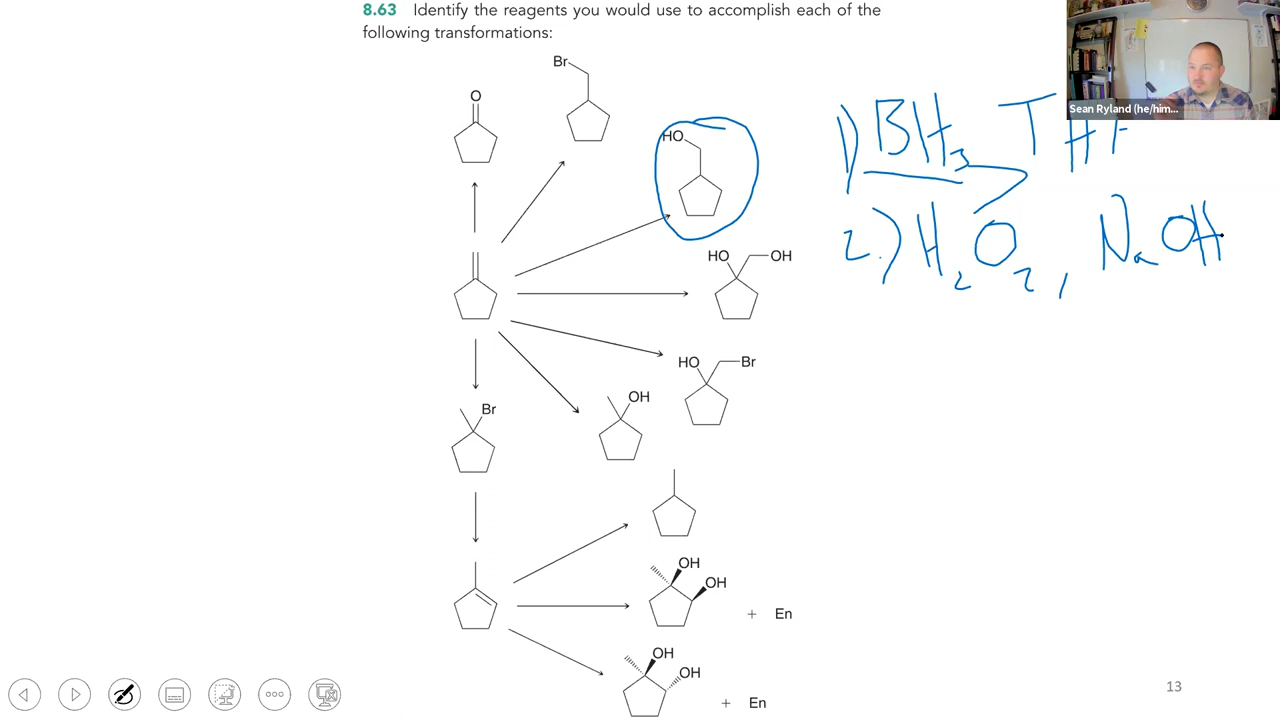 8.63 Identify the reagents you would use to accomplish each of the
following transformations:
Sean Ryland (he/him...
1) BH3 THF
2.) H2O2, NaOH
Br
O
HO
HO OH
HO Br
OH
Br
OH
OH
+ En
OH
OH
+ En
13